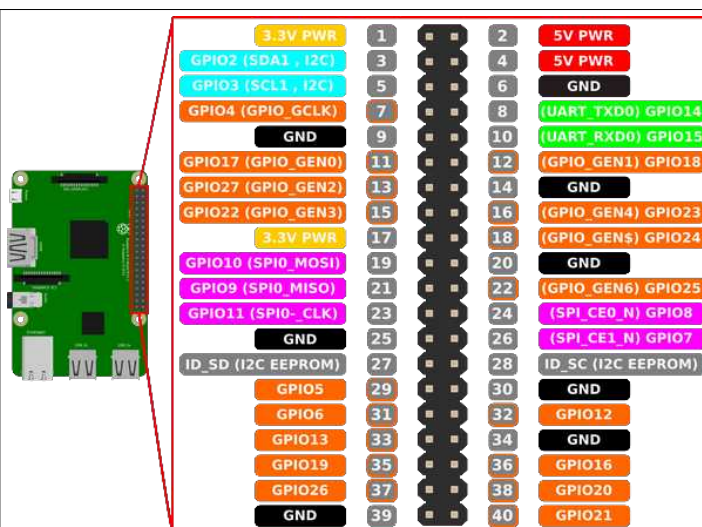 3.3V PWR 1 2 5V PWR
GPIO2 (SDA1 , I2C) 3 4 5V PWR
GPIO3 (SCL1 , I2C) 5 6 GND
GPIO4 (GPIO_GCLK) 7 8 (UART_TXD0) GPIO14
GND 9 10 (UART_RXD0) GPIO15
GPIO17 (GPIO_GEN0) 11 12 (GPIO_GEN1) GPIO18
GPIO27 (GPIO_GEN2) 13 14 GND
GPIO22 (GPIO_GEN3) 15 16 (GPIO_GEN4) GPIO23
3.3V PWR 17 18 (GPIO_GEN$) GPIO24
GPIO10 (SPI0_MOSI) 19 20 GND
GPIO9 (SPI0_MISO) 21 22 (GPIO_GEN6) GPIO25
GPIO11 (SPI0-_CLK) 23 24 (SPI_CE0_N) GPIO8
GND 25 26 (SPI_CE1_N) GPIO7
ID_SD (I2C EEPROM) 27 28 ID_SC (I2C EEPROM)
GPIO5 29 30 GND
GPIO6 31 32 GPIO12
GPIO13 33 34 GND
GPIO19 35 36 GPIO16
GPIO26 37 38 GPIO20
GND 39 40 GPIO21